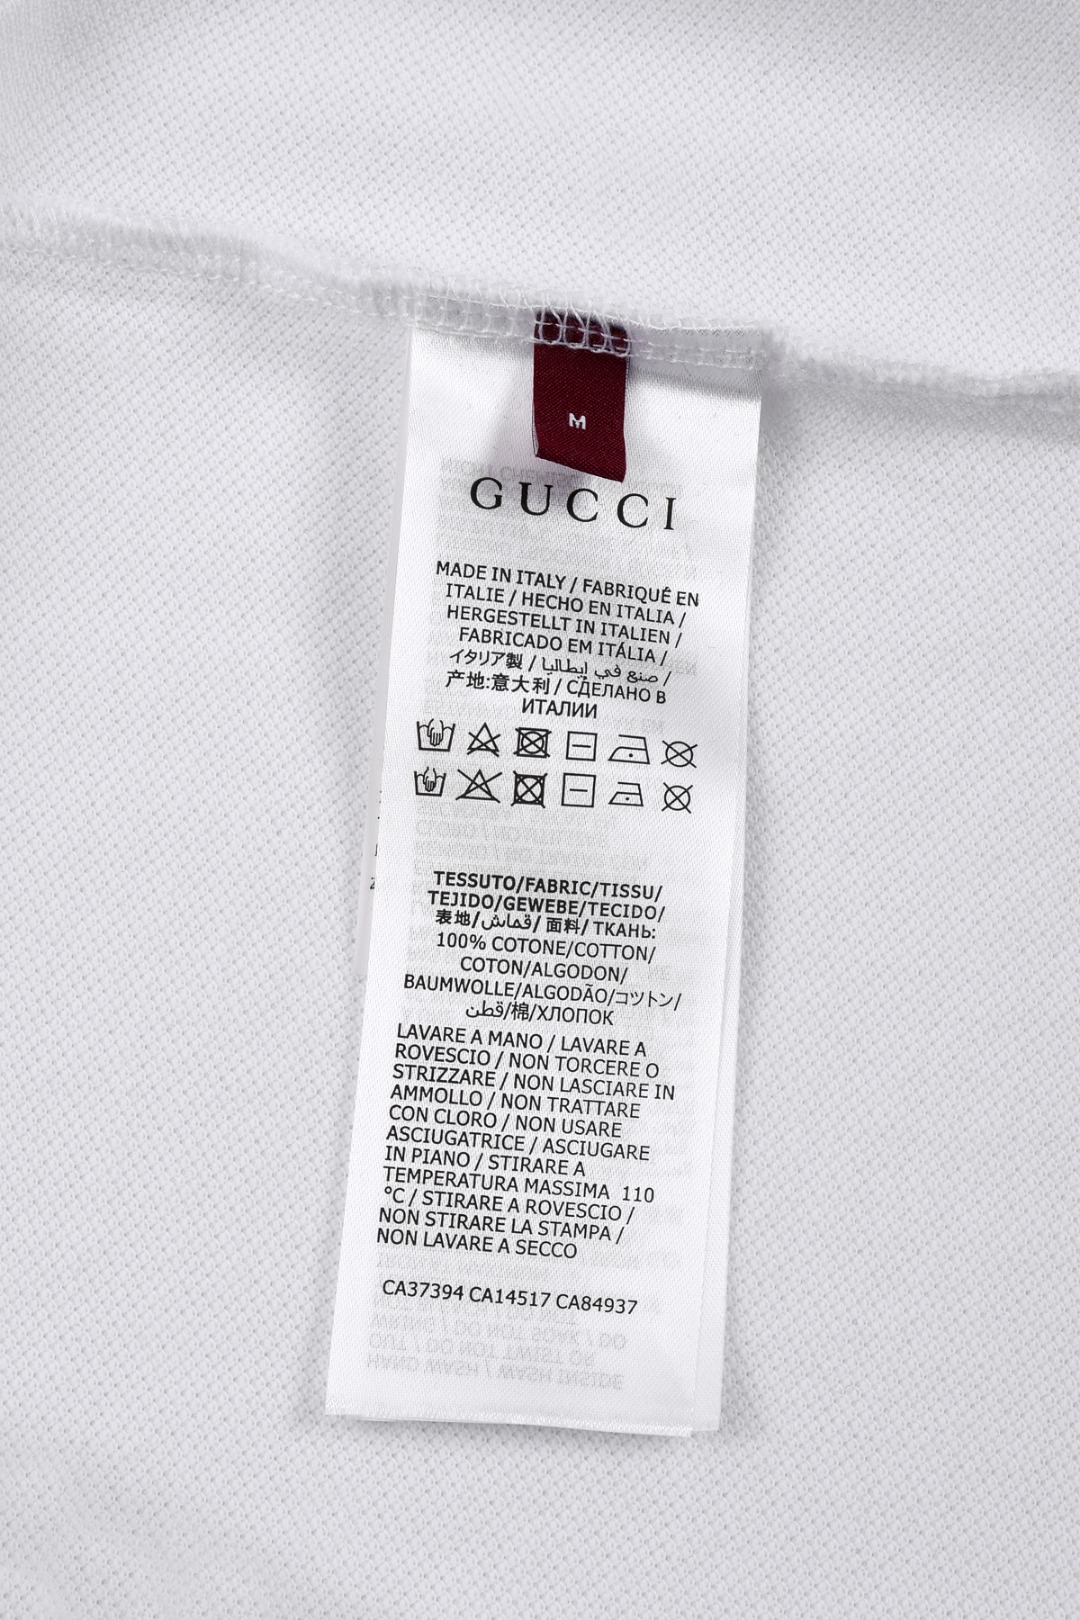 M
GUCCI
MADE IN ITALY / FABRIQUÉ EN
ITALIE / HECHO EN ITALIA /
HERGESTELLT IN ITALIEN /
FABRICADO EM ITÁLIA /
イタリア製 / صنع في إيطاليا /
产地:意大利 / СДЕЛАНО В
ИТАЛИИ
TESSUTO/FABRIC/TISSU/
TEJIDO/GEWEBE/TECIDO/
表地/قماش/ 面料/ ТКАНЬ:
100% COTONE/COTTON/
COTON/ALGODON/
BAUMWOLLE/ALGODÃO/コットン/
قطن/棉/ХЛОПОК
LAVARE A MANO / LAVARE A
ROVESCIO / NON TORCERE O
STRIZZARE / NON LASCIARE IN
AMMOLLO / NON TRATTARE
CON CLORO / NON USARE
ASCIUGATRICE / ASCIUGARE
IN PIANO / STIRARE A
TEMPERATURA MASSIMA 110
°C / STIRARE A ROVESCIO /
NON STIRARE LA STAMPA /
NON LAVARE A SECCO
CA37394 CA14517 CA84937